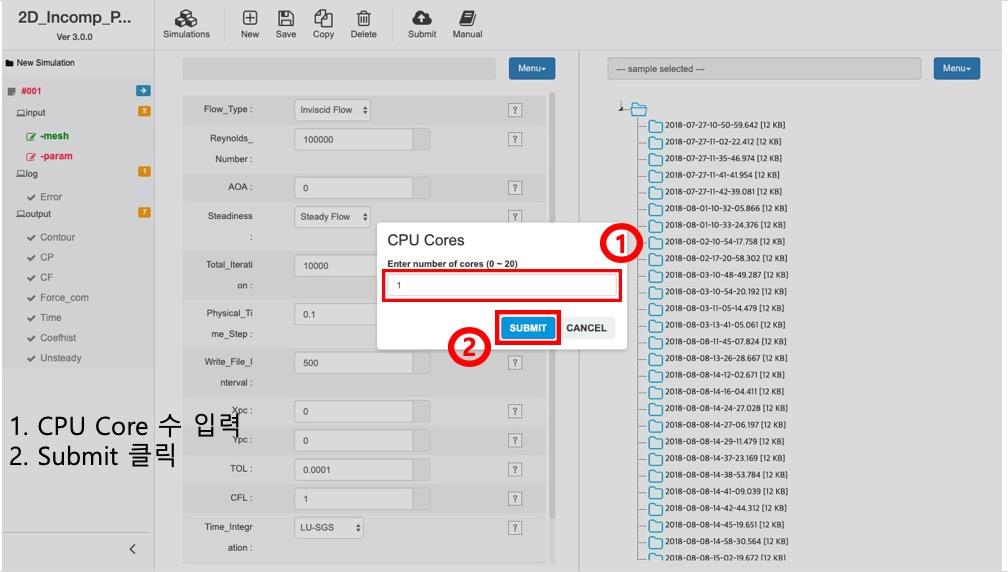 2D_Incomp_P...
Ver 3.0.0
Simulations
New
Save
Copy
Delete
Submit
Manual
New Simulation
#001
input
2
-mesh
-param
log
1
Error
output
7
Contour
CP
CF
Force_com
Time
Coefhist
Unsteady
Menu
Flow_Type :
Inviscid Flow
?
Reynolds_
Number :
100000
?
AOA :
0
?
Steadiness
:
Steady Flow
?
Total_Iterati
on :
10000
Physical_Ti
me_Step :
0.1
Write_File_I
nterval :
500
?
Xpc :
0
?
Ypc :
0
?
TOL :
0.0001
?
CFL :
1
?
Time_Integr
ation :
LU-SGS
?
CPU Cores
Enter number of cores (0 ~ 20)
1
SUBMIT
CANCEL
1
2
1. CPU Core 수 입력
2. Submit 클릭
--- sample selected ---
Menu
2018-07-27-10-50-59.642 [12 KB]
2018-07-27-11-02-22.412 [12 KB]
2018-07-27-11-35-46.974 [12 KB]
2018-07-27-11-41-41.954 [12 KB]
2018-07-27-11-42-39.081 [12 KB]
2018-08-01-10-32-05.866 [12 KB]
2018-08-01-10-33-24.376 [12 KB]
2018-08-02-10-54-17.758 [12 KB]
2018-08-02-17-20-58.302 [12 KB]
2018-08-03-10-48-49.287 [12 KB]
2018-08-03-10-54-20.192 [12 KB]
2018-08-03-11-05-14.479 [12 KB]
2018-08-03-13-41-05.061 [12 KB]
2018-08-08-11-45-07.824 [12 KB]
2018-08-08-13-26-28.667 [12 KB]
2018-08-08-14-12-02.671 [12 KB]
2018-08-08-14-16-04.411 [12 KB]
2018-08-08-14-24-27.028 [12 KB]
2018-08-08-14-27-06.197 [12 KB]
2018-08-08-14-29-11.479 [12 KB]
2018-08-08-14-37-23.169 [12 KB]
2018-08-08-14-38-53.784 [12 KB]
2018-08-08-14-41-09.039 [12 KB]
2018-08-08-14-42-44.312 [12 KB]
2018-08-08-14-45-19.651 [12 KB]
2018-08-08-14-58-30.564 [12 KB]
2018-08-08-15-02-19.672 [12 KB]